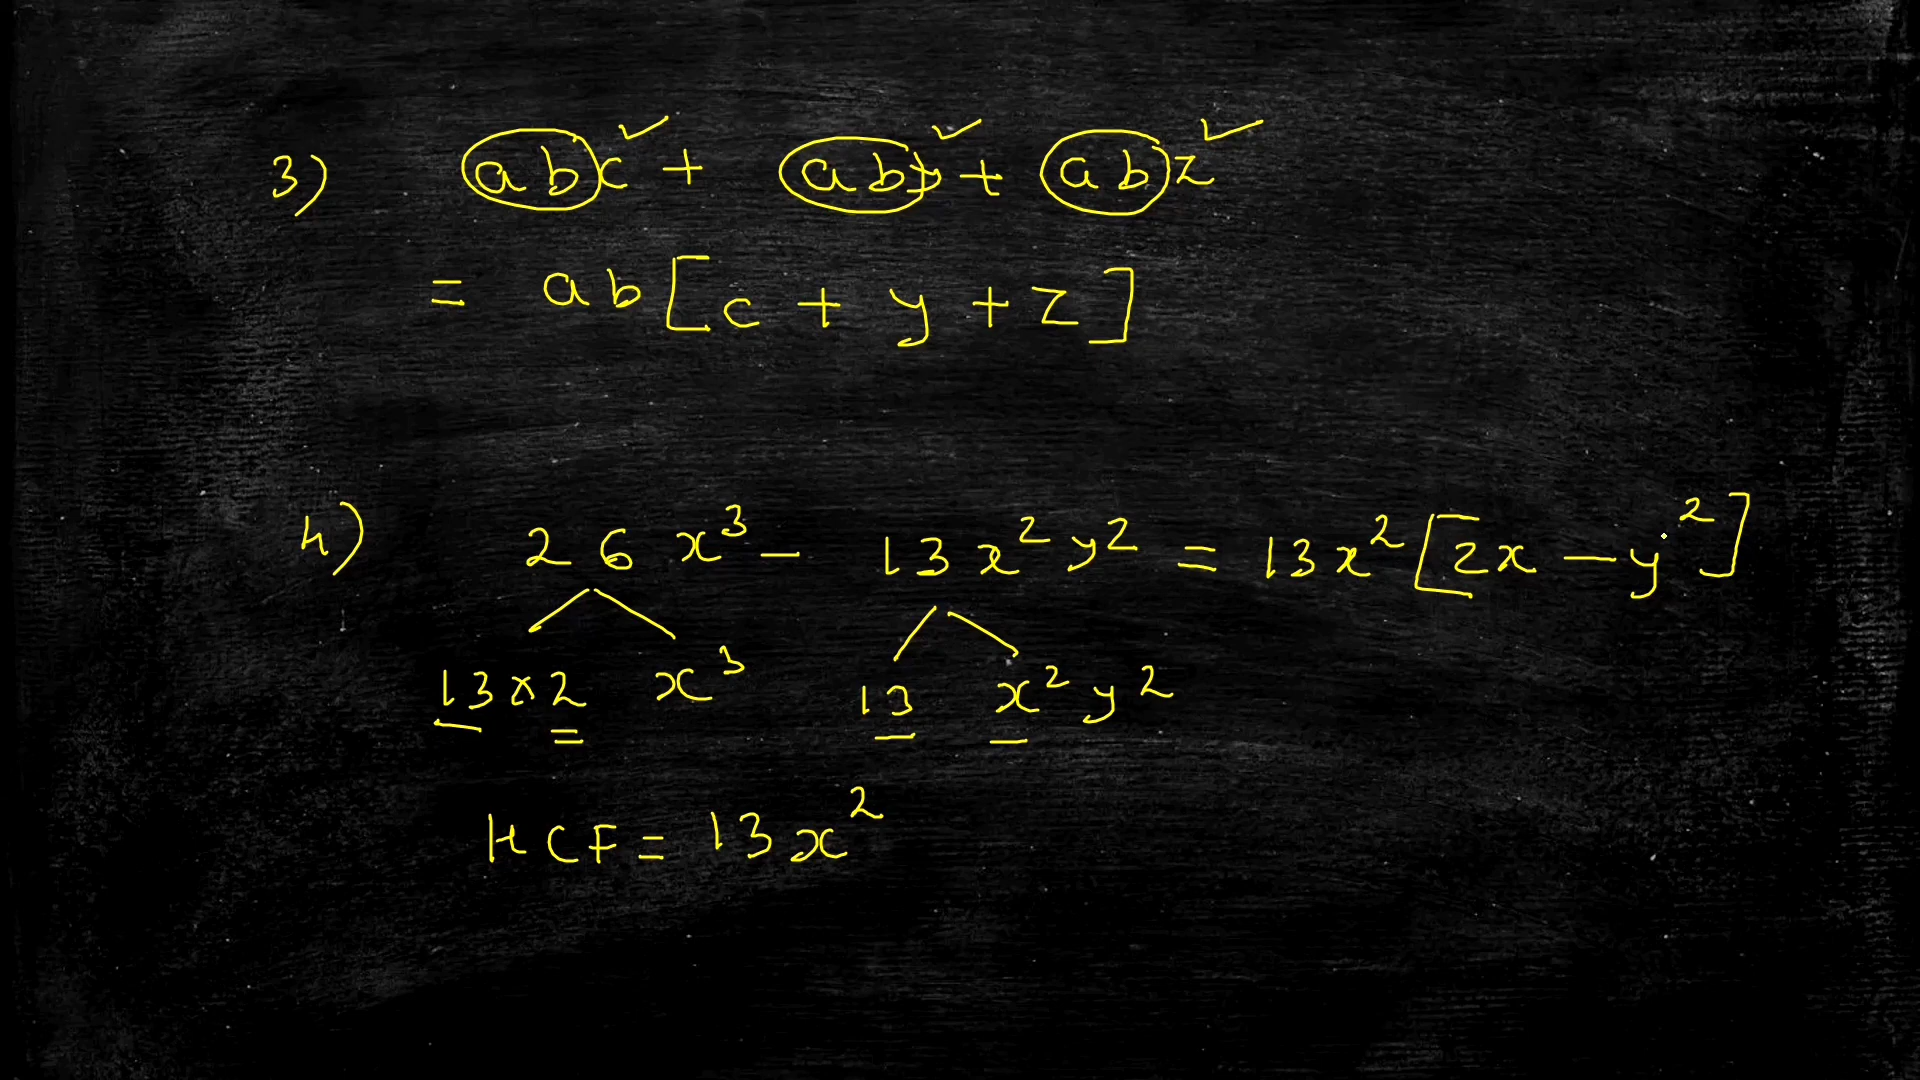 3) abc + aby + abz
= ab[c + y + z]
4) 26x³ - 13x²y² = 13x²[2x - y²]
13×2 x³ 13 x²y²
HCF = 13x²